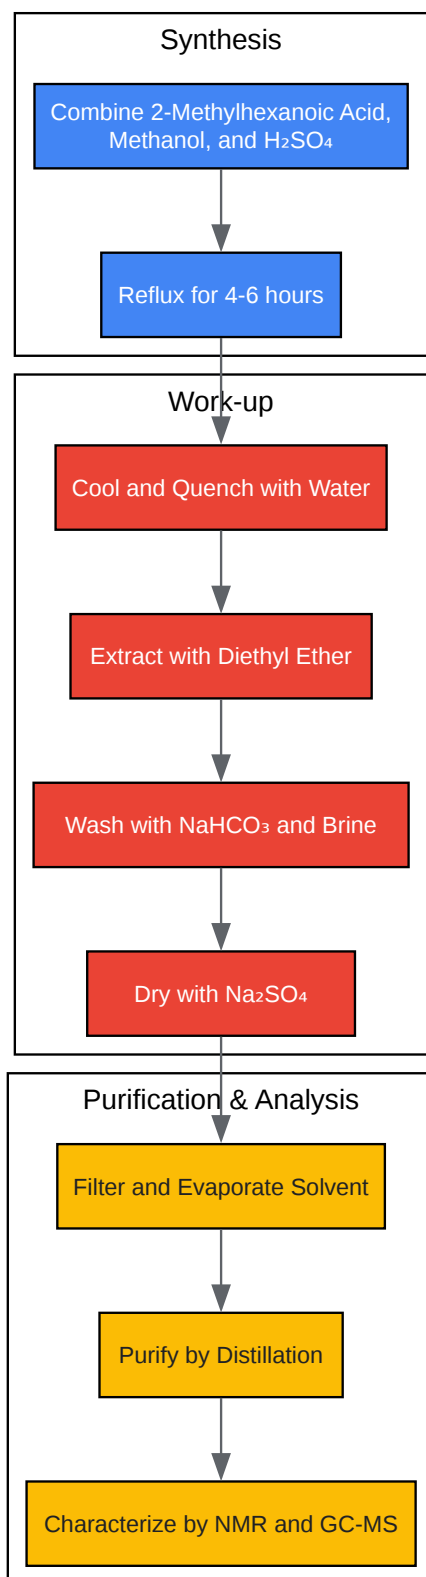 Synthesis
Combine 2-Methylhexanoic Acid,
Methanol, and H₂SO₄
Reflux for 4-6 hours
Work-up
Cool and Quench with Water
Extract with Diethyl Ether
Wash with NaHCO₃ and Brine
Dry with Na₂SO₄
Purification & Analysis
Filter and Evaporate Solvent
Purify by Distillation
Characterize by NMR and GC-MS